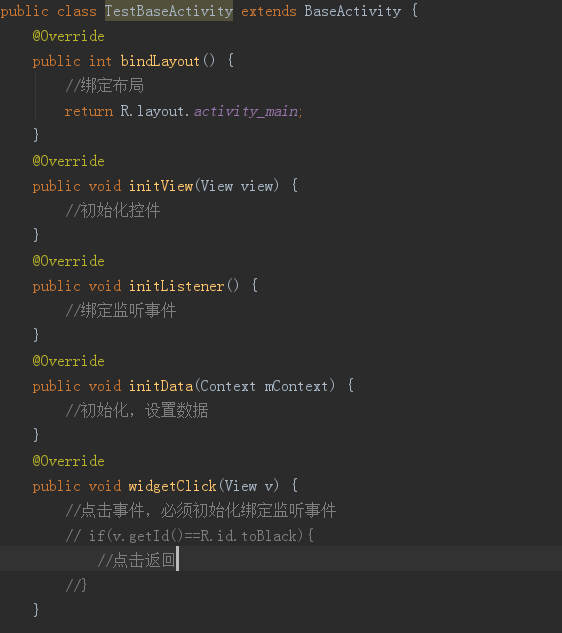 public class TestBaseActivity extends BaseActivity {
@Override
public int bindLayout() {
//绑定布局
return R.layout.activity_main;
}
@Override
public void initView(View view) {
//初始化控件
}
@Override
public void initListener() {
//绑定监听事件
}
@Override
public void initData(Context mContext) {
//初始化，设置数据
}
@Override
public void widgetClick(View v) {
//点击事件，必须初始化绑定监听事件
// if(v.getId()==R.id.toBlack){
//点击返回
//}
}